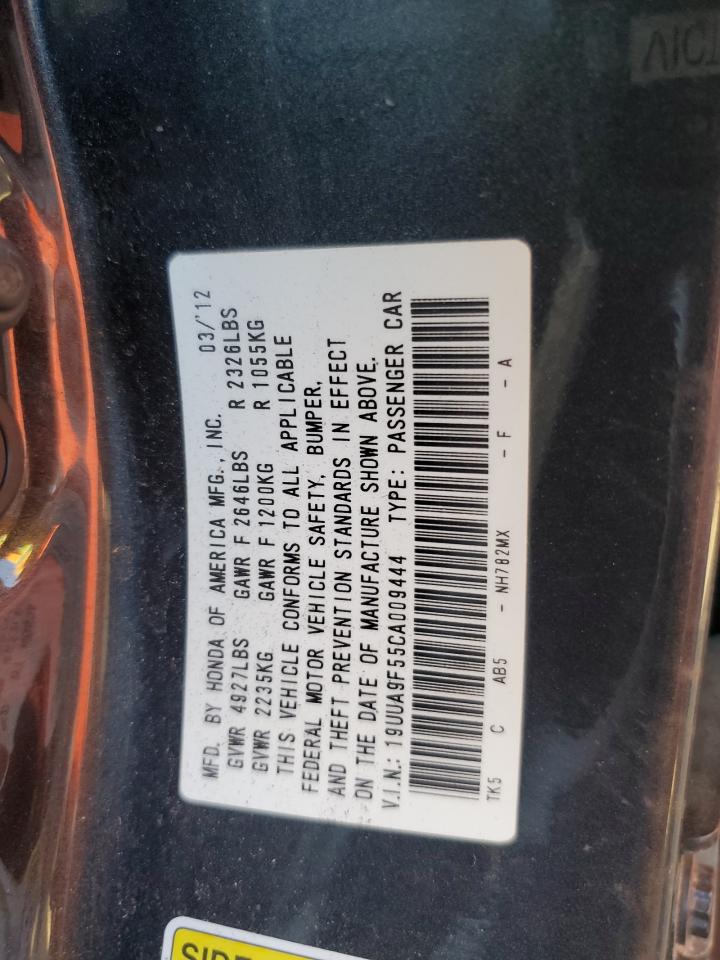 MFD. BY HONDA OF AMERICA MFG., INC. 03/'12
GVWR 4927LBS GAWR F 2646LBS R 2326LBS
GVWR 2235KG GAWR F 1200KG R 1055KG
THIS VEHICLE CONFORMS TO ALL APPLICABLE
FEDERAL MOTOR VEHICLE SAFETY, BUMPER,
AND THEFT PREVENTION STANDARDS IN EFFECT
ON THE DATE OF MANUFACTURE SHOWN ABOVE.
V.I.N.: 19UUA9F55CA009444 TYPE: PASSENGER CAR
TK5 C AB5 - NH782MX - F - A
SIDE